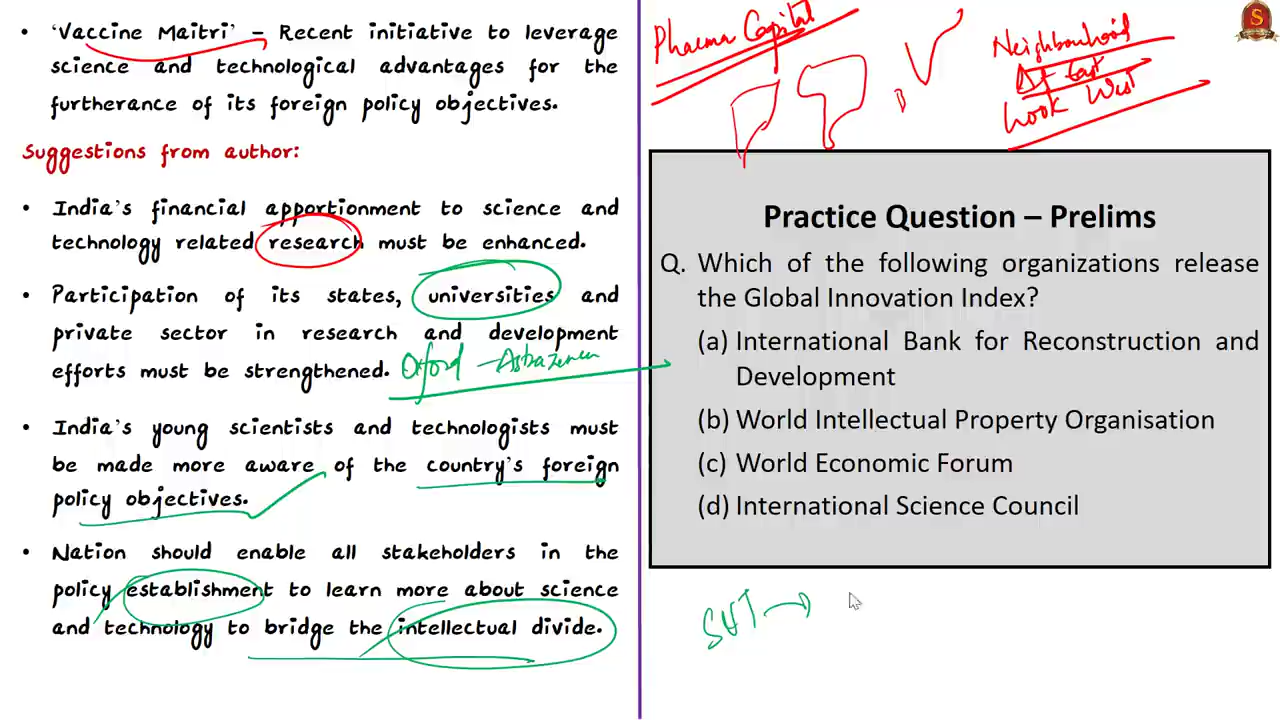 • 'Vaccine Maitri' – Recent initiative to leverage
science and technological advantages for the
furtherance of its foreign policy objectives.
Suggestions from author:
• India's financial apportionment to science and
technology related research must be enhanced.
• Participation of its states, universities and
private sector in research and development
efforts must be strengthened.
Oxford – AstraZeneca
• India's young scientists and technologists must
be made more aware of the country's foreign
policy objectives.
• Nation should enable all stakeholders in the
policy establishment to learn more about science
and technology to bridge the intellectual divide.
Pharma Capital
Neighbourhood
Act East
Look West
S
Practice Question – Prelims
Q. Which of the following organizations release
the Global Innovation Index?
(a) International Bank for Reconstruction and
Development
(b) World Intellectual Property Organisation
(c) World Economic Forum
(d) International Science Council
S&T →